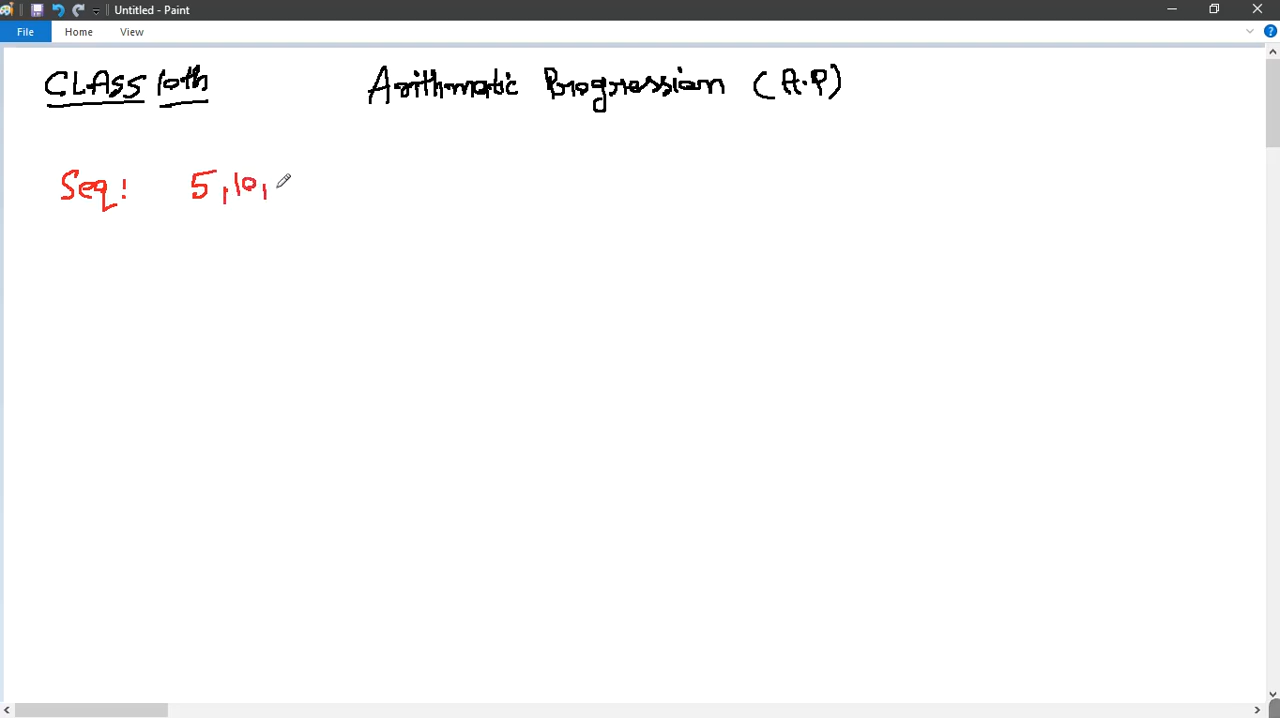 Untitled - Paint
File Home View
CLASS 10th Arithmatic Progression (A.P)
Seq: 5,10,